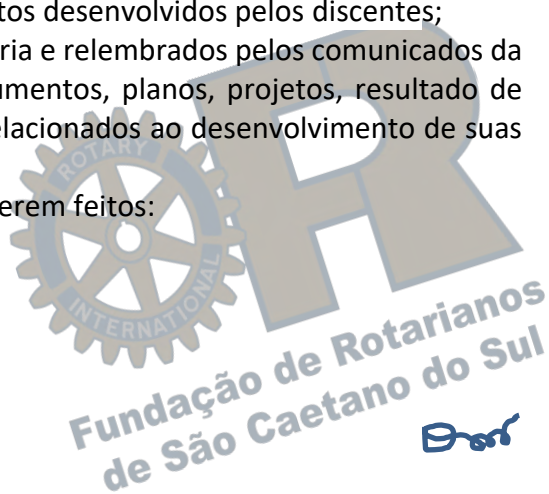 tos desenvolvidos pelos discentes;
ria e relembrados pelos comunicados da
umentos, planos, projetos, resultado de
elacionados ao desenvolvimento de suas
erem feitos:
ROTARY
INTERNATIONAL
R
Fundação de Rotarianos
de São Caetano do Sul